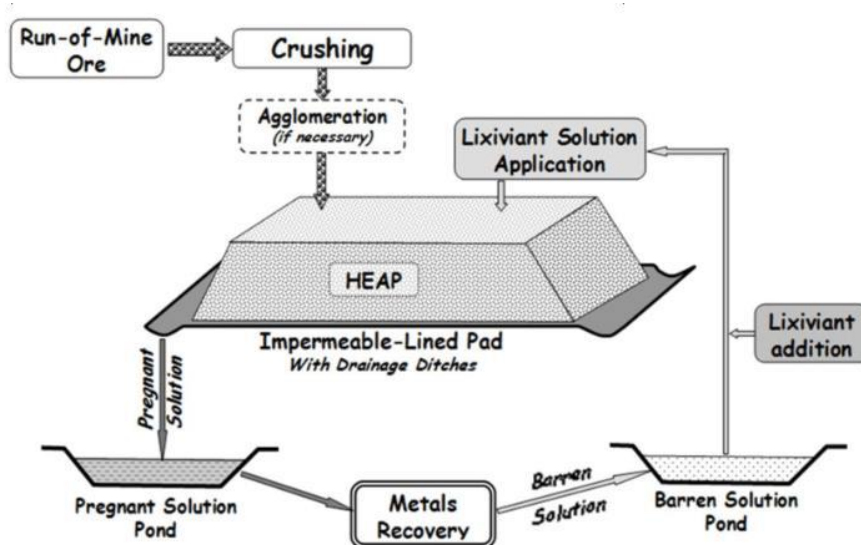 Run-of-Mine
Ore
Crushing
Agglomeration
(if necessary)
Lixiviant Solution
Application
HEAP
Impermeable-Lined Pad
With Drainage Ditches
Lixiviant
addition
Pregnant
Solution
Pregnant Solution
Pond
Metals
Recovery
Barren
Solution
Barren Solution
Pond